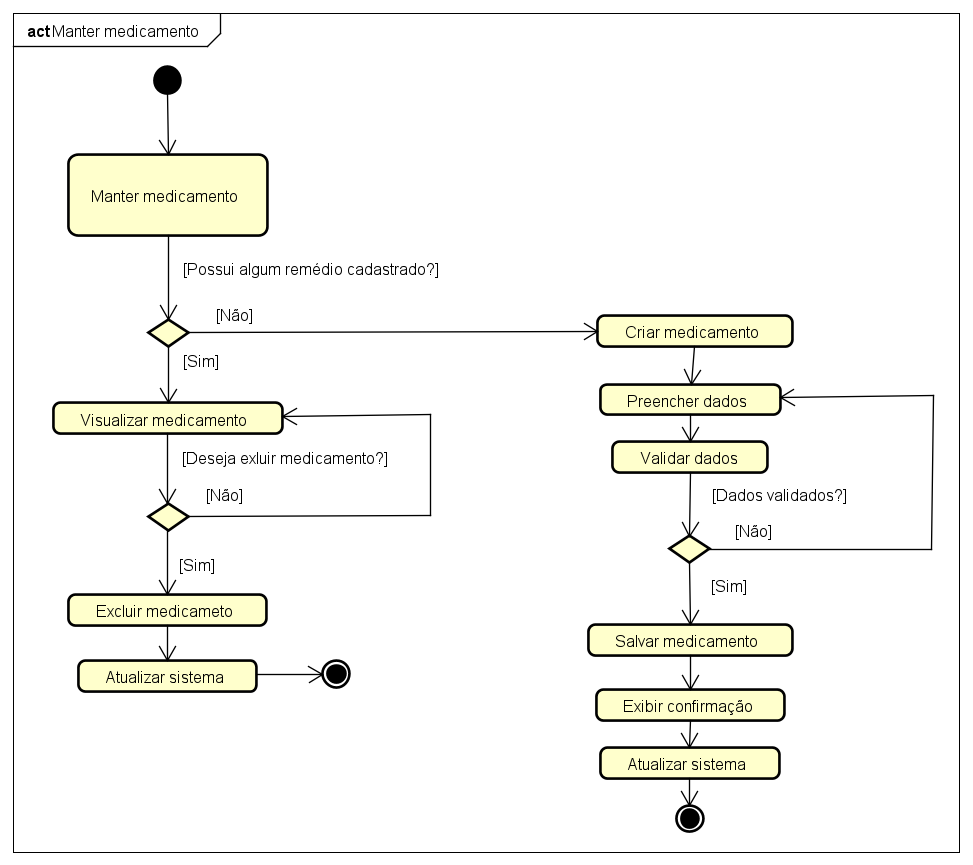 act Manter medicamento
Manter medicamento
[Possui algum remédio cadastrado?]
[Não]
[Sim]
Visualizar medicamento
[Deseja exluir medicamento?]
[Não]
[Sim]
Excluir medicameto
Atualizar sistema
Criar medicamento
Preencher dados
Validar dados
[Dados validados?]
[Não]
[Sim]
Salvar medicamento
Exibir confirmação
Atualizar sistema